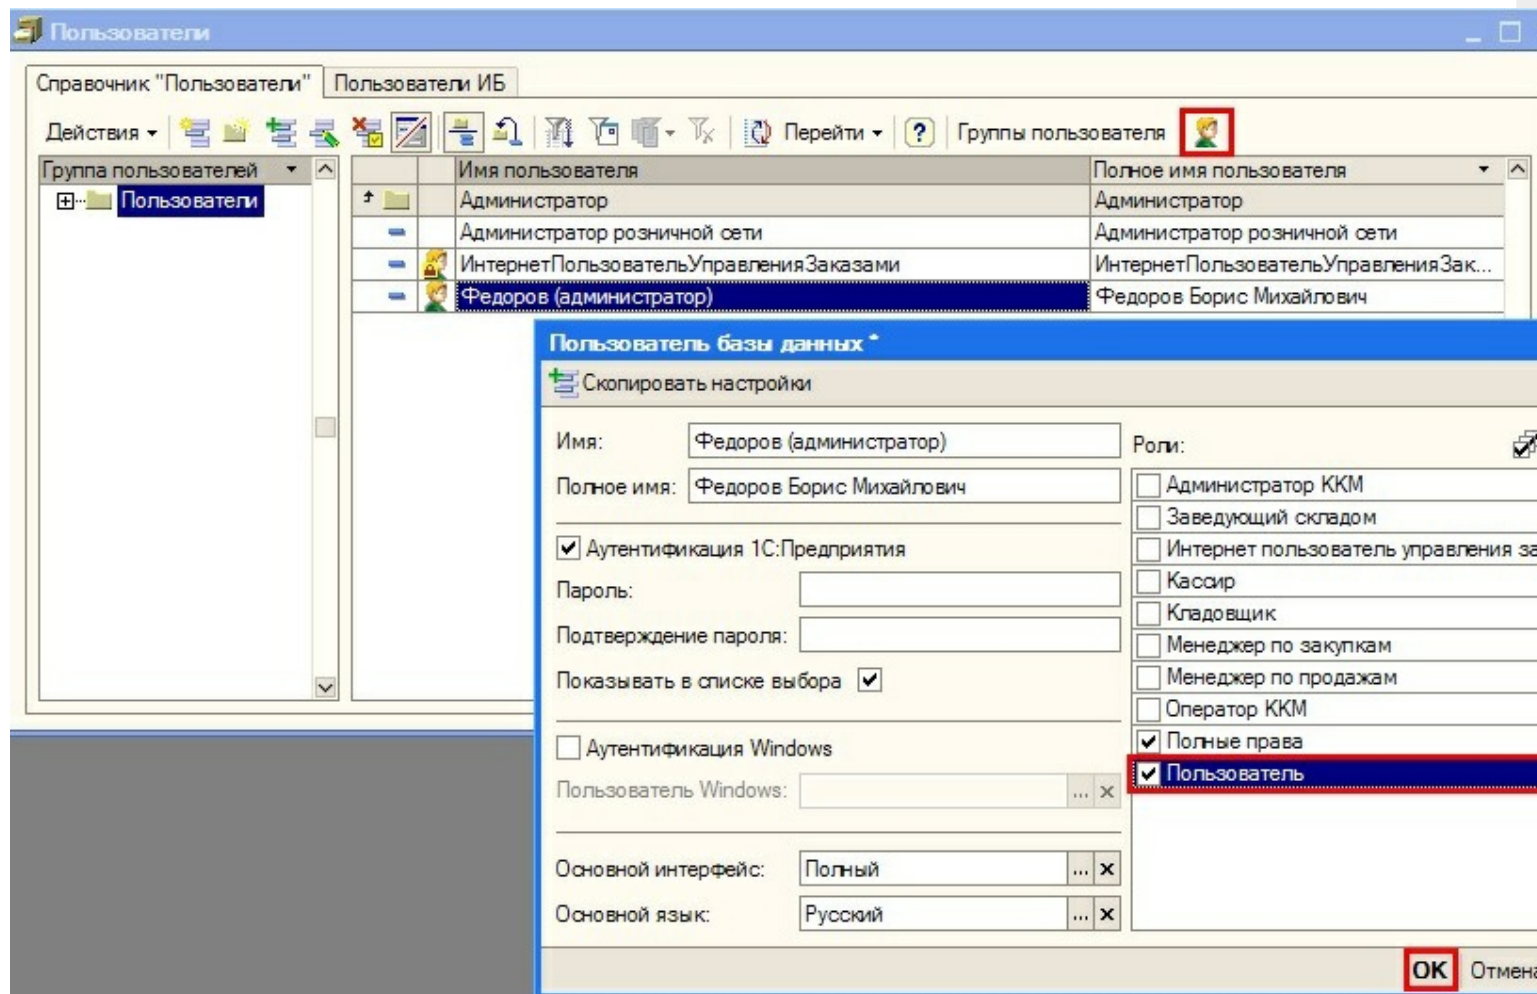 Пользователи
Справочник "Пользователи" Пользователи ИБ
Действия Перейти ? Группы пользователя
Группа пользователей Имя пользователя Полное имя пользователя
Пользователи Администратор Администратор
Администратор розничной сети Администратор розничной сети
ИнтернетПользовательУправленияЗаказами ИнтернетПользовательУправленияЗак...
Федоров (администратор) Федоров Борис Михайлович
Пользователь базы данных *
Скопировать настройки
Имя: Федоров (администратор) Роли:
Полное имя: Федоров Борис Михайлович Администратор ККМ
Заведующий складом
Аутентификация 1С:Предприятия Интернет пользователь управления за
Пароль: Кассир
Кладовщик
Подтверждение пароля: Менеджер по закупкам
Показывать в списке выбора Менеджер по продажам
Оператор ККМ
Аутентификация Windows Полные права
Пользователь Windows: ... Пользователь
Основной интерфейс: Полный ...
Основной язык: Русский ...
OK Отмена